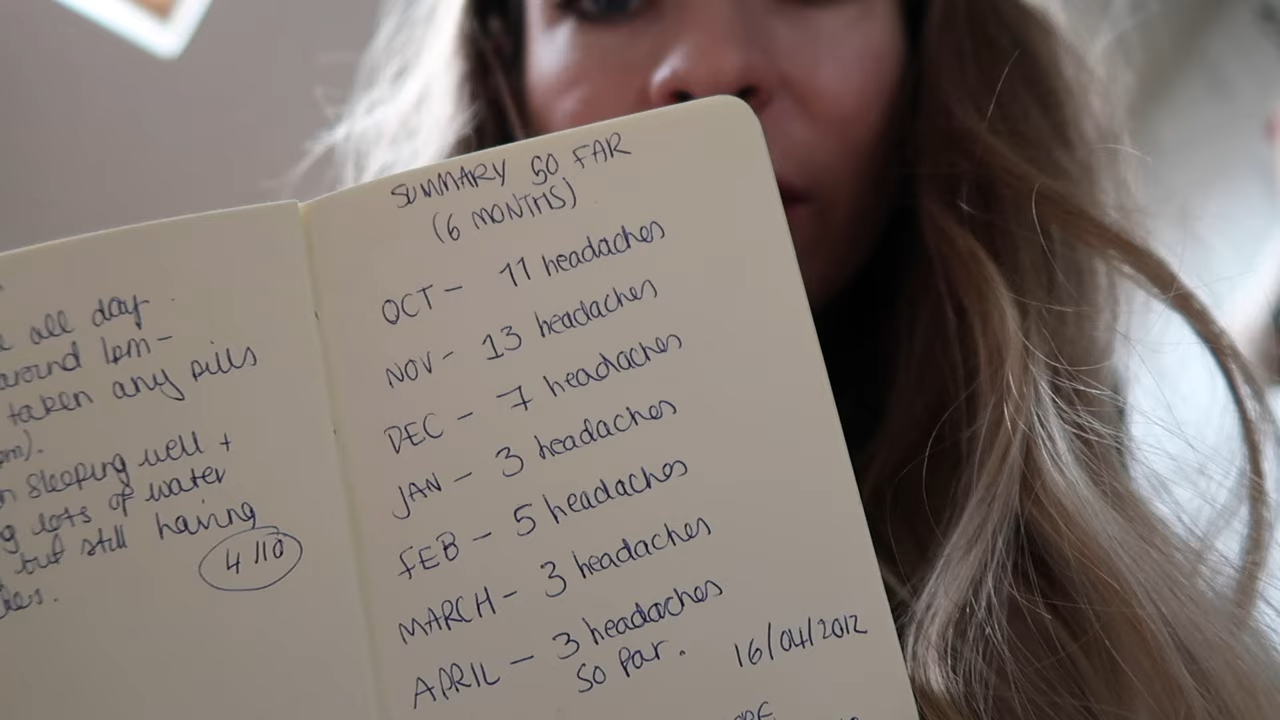 all day
around 1pm-
taken any pills
sleeping well +
lots of water
but still having
4/10
SUMMARY SO FAR
(6 MONTHS)
OCT - 11 headaches
NOV - 13 headaches
DEC - 7 headaches
JAN - 3 headaches
FEB - 5 headaches
MARCH - 3 headaches
APRIL - 3 headaches
so far.
16/04/2012